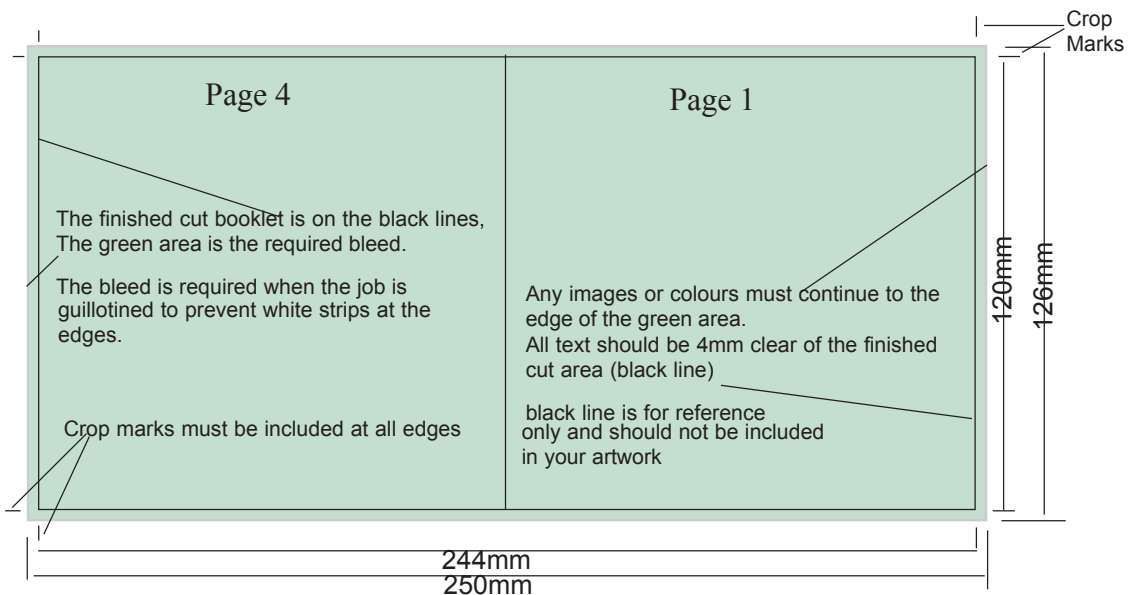 Crop
Marks
Page 4
Page 1
The finished cut booklet is on the black lines,
The green area is the required bleed.
The bleed is required when the job is
guillotined to prevent white strips at the
edges.
Crop marks must be included at all edges
Any images or colours must continue to the
edge of the green area.
All text should be 4mm clear of the finished
cut area (black line)
black line is for reference
only and should not be included
in your artwork
120mm
126mm
244mm
250mm